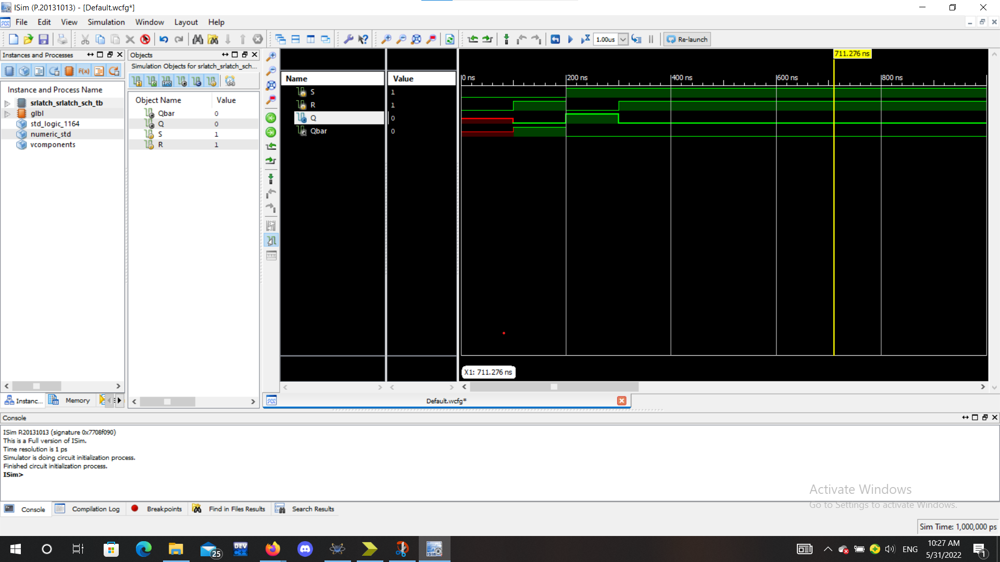 ISim (P.20131013) - [Default.wcfg*]
File Edit View Simulation Window Layout Help
1.00us Re-launch
Instances and Processes
Objects
Simulation Objects for srlatch_srlatch_sch...
F(x)
Instance and Process Name
srlatch_srlatch_sch_tb
glbl
std_logic_1164
numeric_std
vcomponents
Object Name Value
Qbar 0
Q 0
S 1
R 1
Name Value
S 1
R 1
Q 0
Qbar 0
711.276 ns
0 ns 200 ns 400 ns 600 ns 800 ns
X1: 711.276 ns
Instanc... Memory
Default.wcfg*
Console
ISim P.20131013 (signature 0x7708f090)
This is a Full version of ISim.
Time resolution is 1 ps
Simulator is doing circuit initialization process.
Finished circuit initialization process.
ISim>
Activate Windows
Go to Settings to activate Windows.
Console Compilation Log Breakpoints Find in Files Results Search Results
Sim Time: 1,000,000 ps
25
DEV
ISim
ENG
10:27 AM
5/31/2022
1